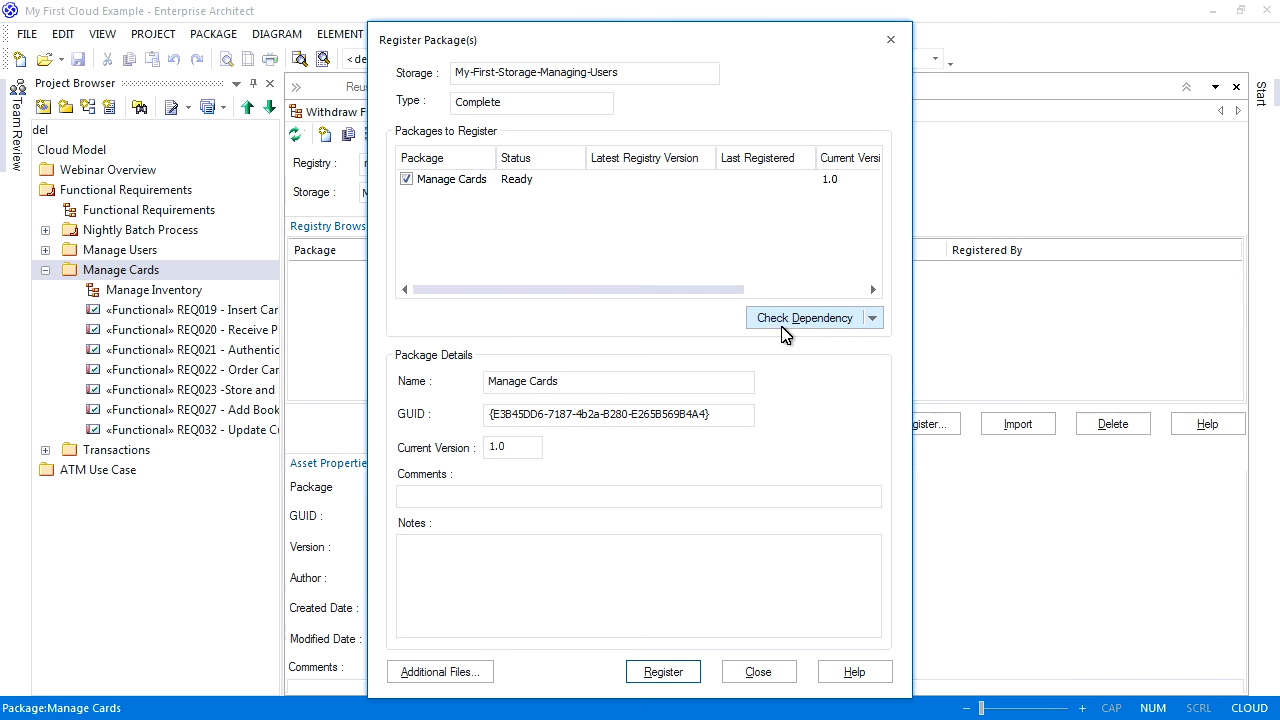 My First Cloud Example - Enterprise Architect
FILE EDIT VIEW PROJECT PACKAGE DIAGRAM ELEMENT
< de
Project Browser
Team Review
Start
del
Cloud Model
Webinar Overview
Functional Requirements
Functional Requirements
Nightly Batch Process
Manage Users
Manage Cards
Manage Inventory
«Functional» REQ019 - Insert Car
«Functional» REQ020 - Receive P
«Functional» REQ021 - Authentic
«Functional» REQ022 - Order Car
«Functional» REQ023 -Store and
«Functional» REQ027 - Add Book
«Functional» REQ032 - Update Cu
Transactions
ATM Use Case
Reu
Withdraw F
Registry :
Storage :
Registry Brows
Package
Registered By
gister...
Import
Delete
Help
Asset Propertie
Package
GUID :
Version :
Author :
Created Date :
Modified Date :
Comments :
Register Package(s)
Storage : My-First-Storage-Managing-Users
Type : Complete
Packages to Register
Package Status Latest Registry Version Last Registered Current Versi
Manage Cards Ready 1.0
Check Dependency
Package Details
Name : Manage Cards
GUID : {E3B45DD6-7187-4b2a-B280-E265B569B4A4}
Current Version : 1.0
Comments :
Notes :
Additional Files... Register Close Help
Package:Manage Cards
CAP NUM SCRL CLOUD